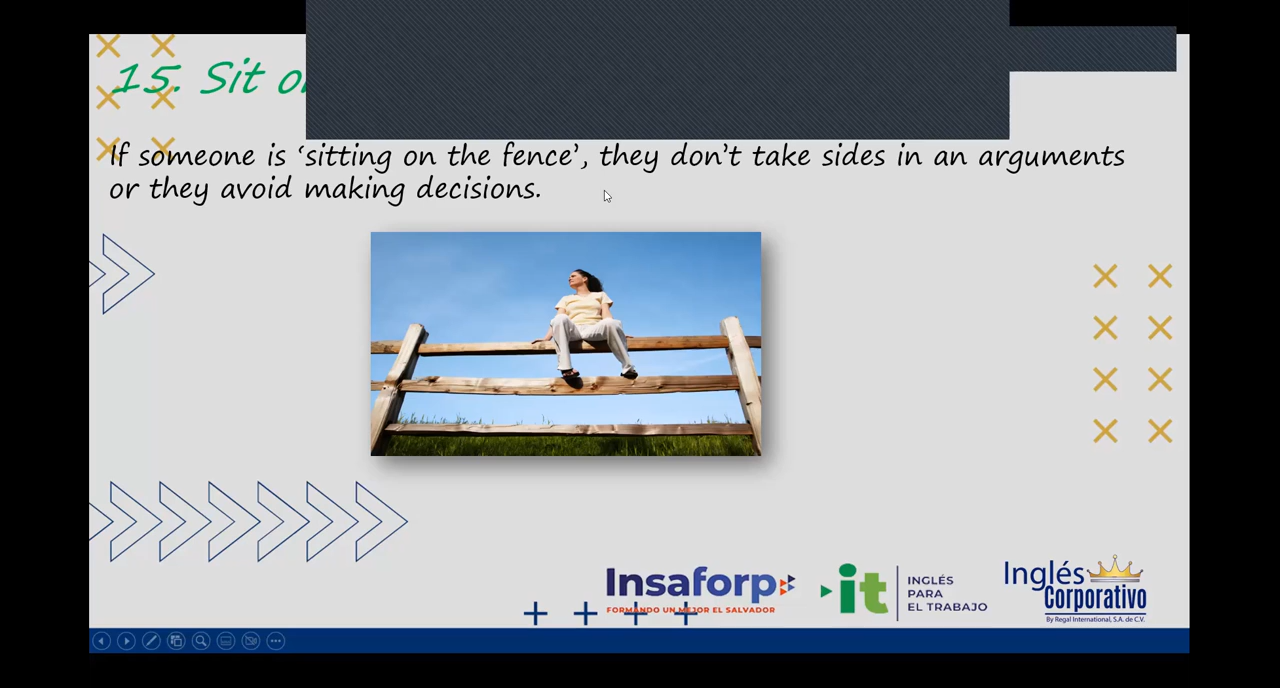 15. Sit
If someone is ‘sitting on the fence’, they don’t take sides in an arguments
or they avoid making decisions.
Insaforp
FORMANDO UN MEJOR EL SALVADOR
it
INGLÉS
PARA
EL TRABAJO
Inglés
Corporativo
By Regal International, S.A. de C.V.